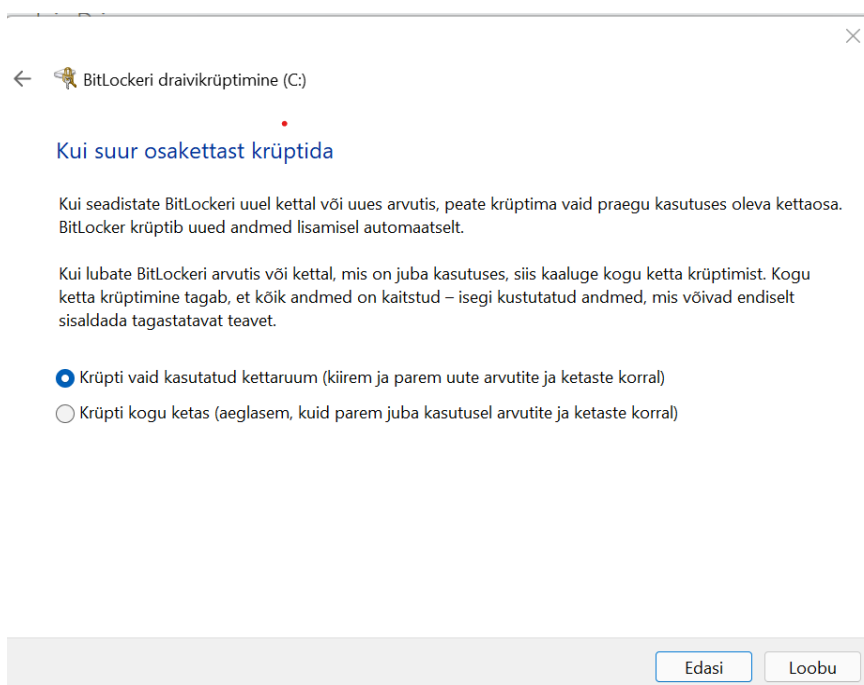 BitLockeri draivikrüptimine (C:)
Kui suur osakettast krüptida
Kui seadistate BitLockeri uuel kettal või uues arvutis, peate krüptima vaid praegu kasutuses oleva kettaosa.
BitLocker krüptib uued andmed lisamisel automaatselt.
Kui lubate BitLockeri arvutis või kettal, mis on juba kasutuses, siis kaaluge kogu ketta krüptimist. Kogu
ketta krüptimine tagab, et kõik andmed on kaitstud – isegi kustutatud andmed, mis võivad endiselt
sisaldada tagastatavat teavet.
Krüpti vaid kasutatud kettaruum (kiirem ja parem uute arvutite ja ketaste korral)
Krüpti kogu ketas (aeglasem, kuid parem juba kasutusel arvutite ja ketaste korral)
Edasi
Loobu